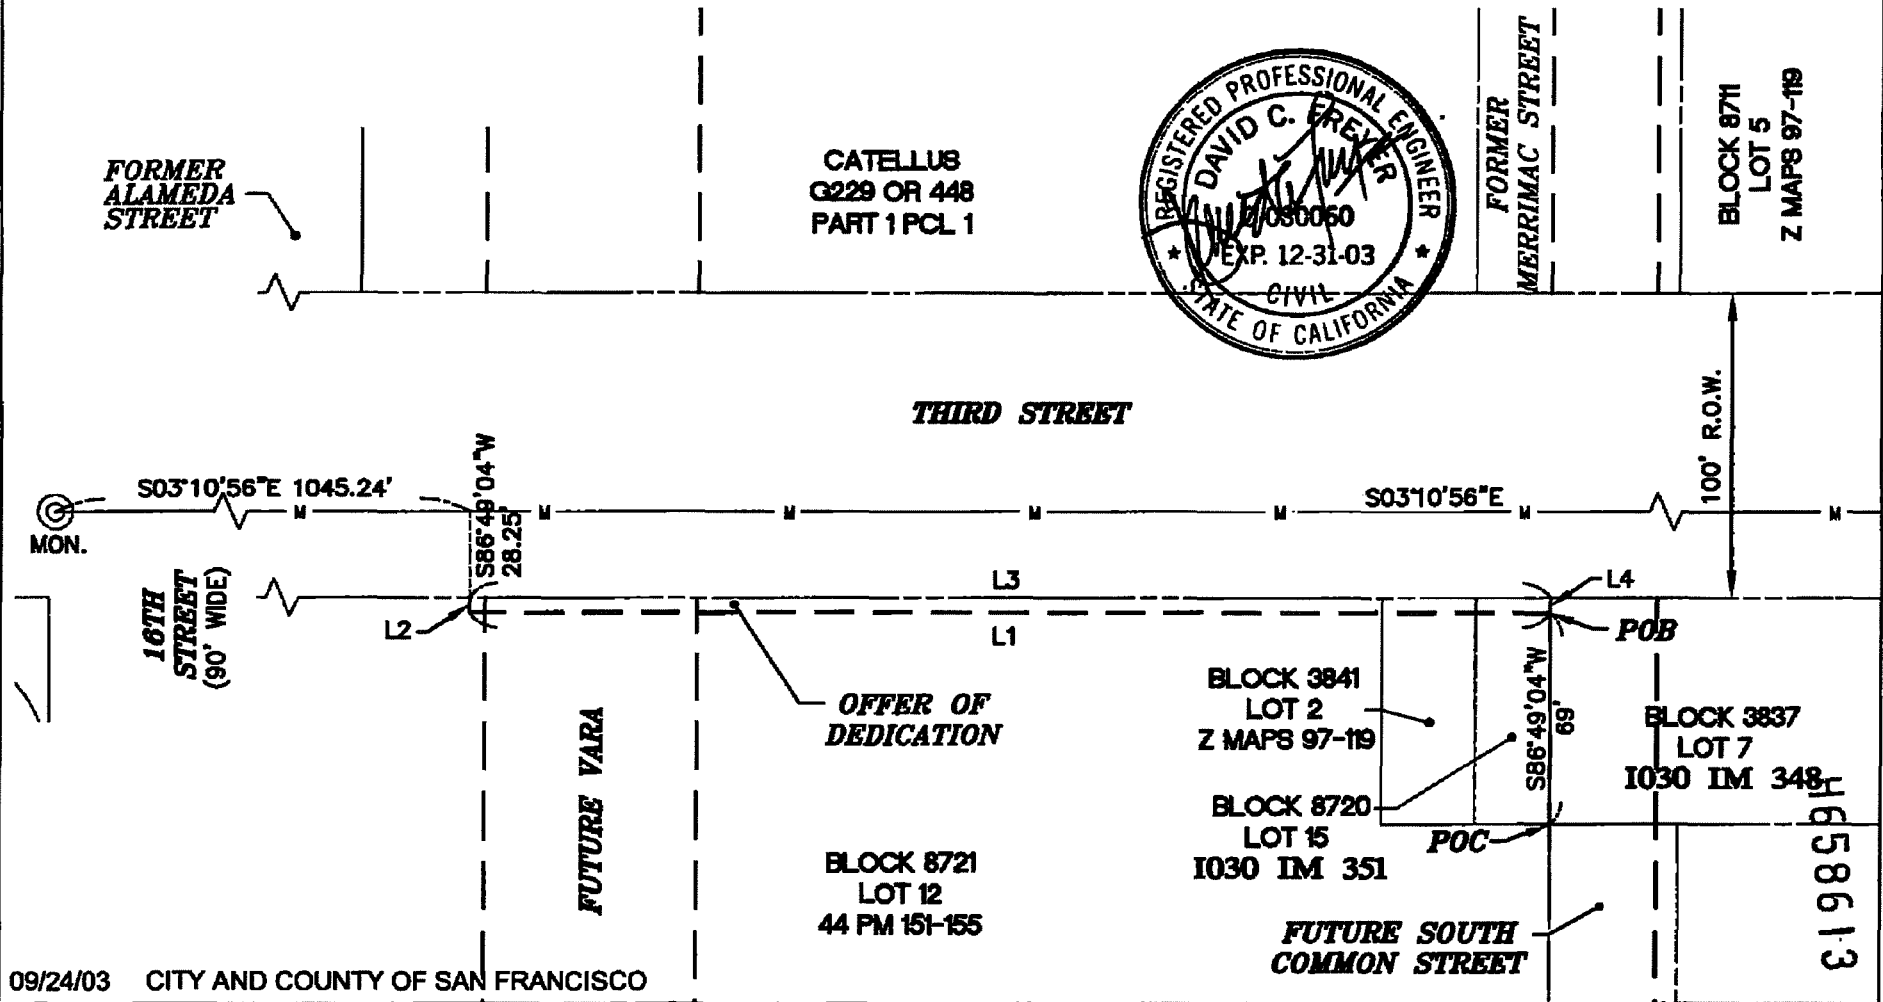 FORMER
ALAMEDA
STREET
CATELLUS
G229 OR 448
PART 1 PCL 1
REGISTERED PROFESSIONAL ENGINEER
DAVID C.
EXP. 12-31-03
CIVIL
STATE OF CALIFORNIA
FORMER
MERRIMAC STREET
BLOCK 8711
LOT 5
Z MAPS 97-119
THIRD STREET
100' R.O.W.
S03°10'56"E 1045.24'
S03°10'56"E
M M M M M M M
MON.
S86°49'04"W
28.25'
16TH
STREET
(90' WIDE)
L3
L4
L2
L1
POB
OFFER OF
DEDICATION
BLOCK 3841
LOT 2
Z MAPS 97-119
S86°49'04"W
69'
BLOCK 3837
LOT 7
I030 IM 348
FUTURE VARA
BLOCK 8720
LOT 15
I030 IM 351
POC
BLOCK 8721
LOT 12
44 PM 151-155
FUTURE SOUTH
COMMON STREET
H658613
09/24/03 CITY AND COUNTY OF SAN FRANCISCO